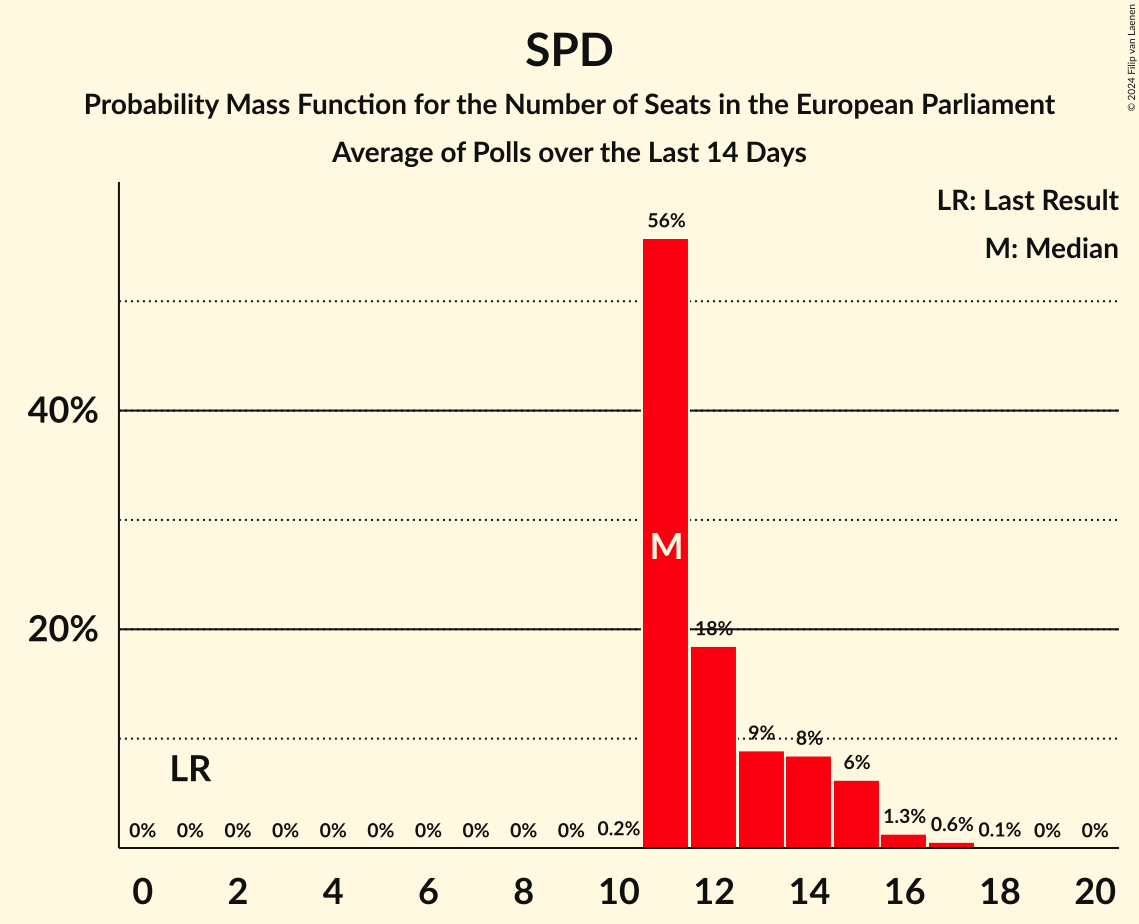 SPD
Probability Mass Function for the Number of Seats in the European Parliament
Average of Polls over the Last 14 Days
© 2024 Filip van Laenen
LR: Last Result
M: Median
56%
40%
M
20%
18%
9%
8%
6%
LR
0% 0% 0% 0% 0% 0% 0% 0% 0% 0% 0.2% 1.3% 0.6% 0.1% 0% 0%
0 2 4 6 8 10 12 14 16 18 20